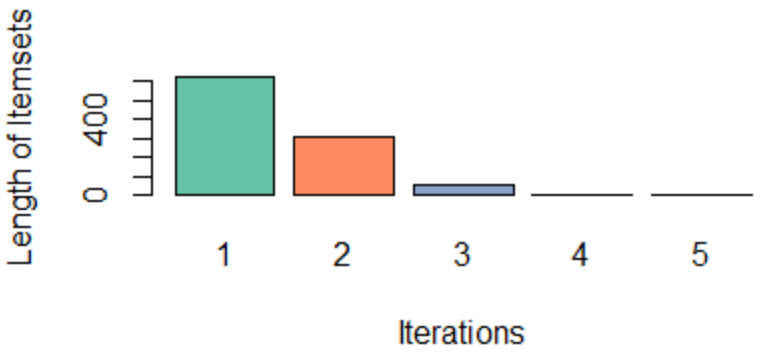 Length of Itemsets
400
0
1 2 3 4 5
Iterations